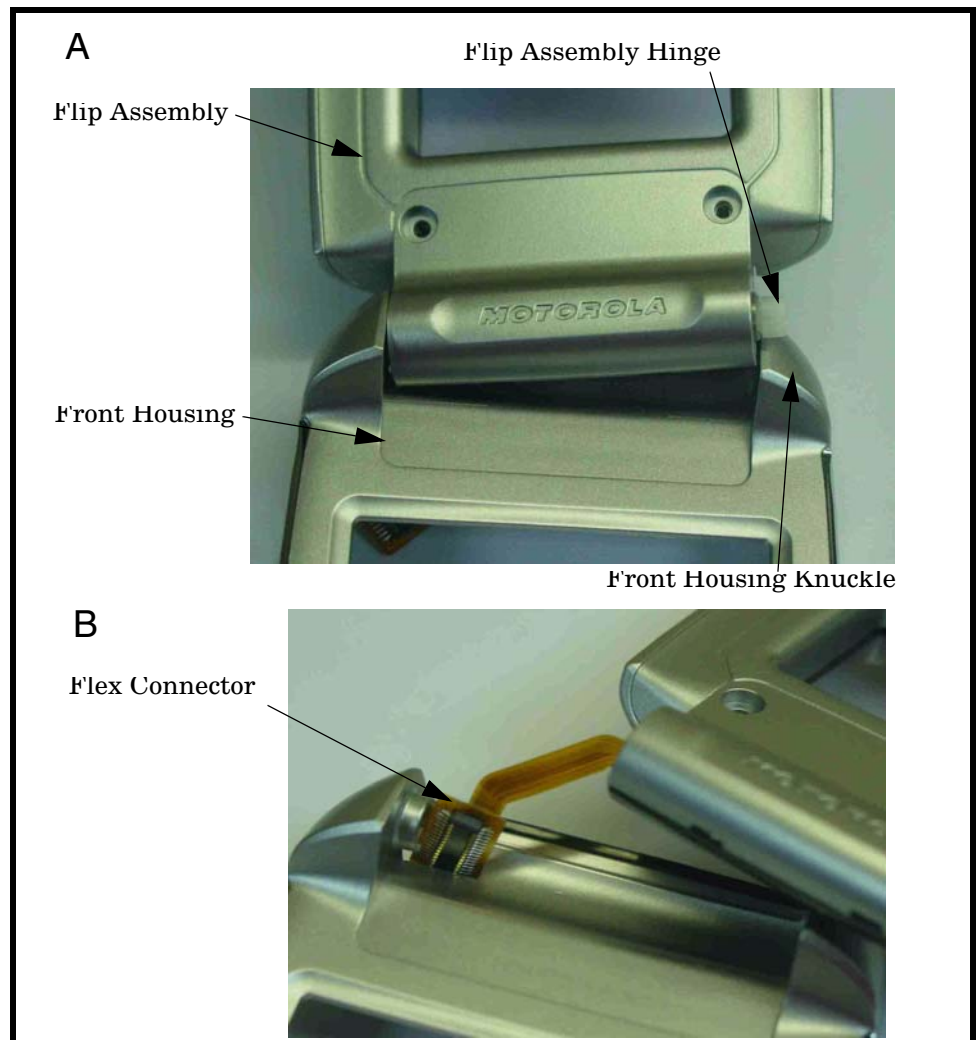 A
Flip Assembly Hinge
Flip Assembly
MOTOROLA
Front Housing
Front Housing Knuckle
B
Flex Connector